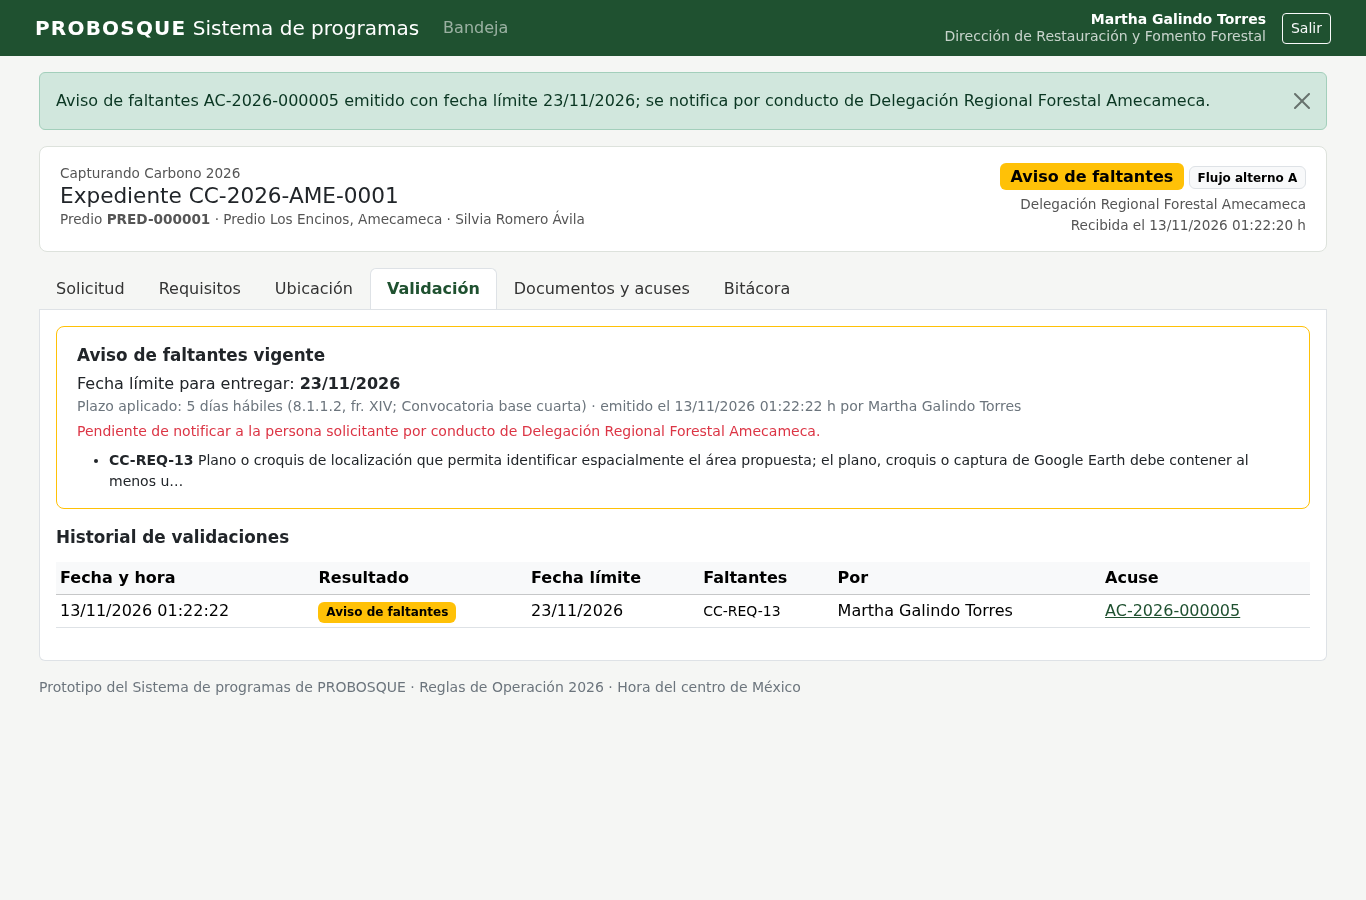 PROBOSQUE Sistema de programas
Bandeja
Martha Galindo Torres
Dirección de Restauración y Fomento Forestal
Salir
Aviso de faltantes AC-2026-000005 emitido con fecha límite 23/11/2026; se notifica por conducto de Delegación Regional Forestal Amecameca.
Capturando Carbono 2026
Expediente CC-2026-AME-0001
Predio PRED-000001 · Predio Los Encinos, Amecameca · Silvia Romero Ávila
Aviso de faltantes
Flujo alterno A
Delegación Regional Forestal Amecameca
Recibida el 13/11/2026 01:22:20 h
Solicitud
Requisitos
Ubicación
Validación
Documentos y acuses
Bitácora
Aviso de faltantes vigente
Fecha límite para entregar: 23/11/2026
Plazo aplicado: 5 días hábiles (8.1.1.2, fr. XIV; Convocatoria base cuarta) · emitido el 13/11/2026 01:22:22 h por Martha Galindo Torres
Pendiente de notificar a la persona solicitante por conducto de Delegación Regional Forestal Amecameca.
• CC-REQ-13 Plano o croquis de localización que permita identificar espacialmente el área propuesta; el plano, croquis o captura de Google Earth debe contener al
menos u…
Historial de validaciones
Fecha y hora Resultado Fecha límite Faltantes Por Acuse
13/11/2026 01:22:22 Aviso de faltantes 23/11/2026 CC-REQ-13 Martha Galindo Torres AC-2026-000005
Prototipo del Sistema de programas de PROBOSQUE · Reglas de Operación 2026 · Hora del centro de México